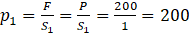 p₁ = F/S₁ = P/S₁ = 200/1 = 200